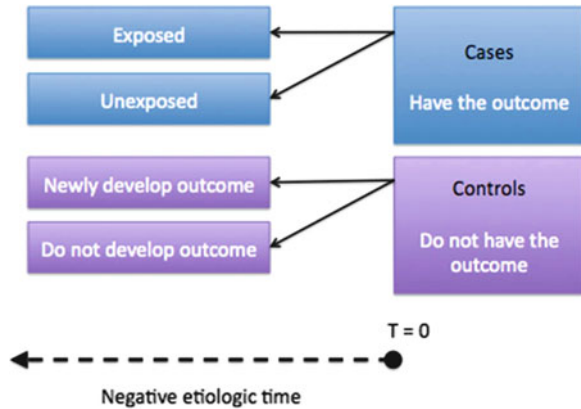 Exposed
Unexposed
Cases
Have the outcome
Newly develop outcome
Do not develop outcome
Controls
Do not have the
outcome
T = 0
Negative etiologic time